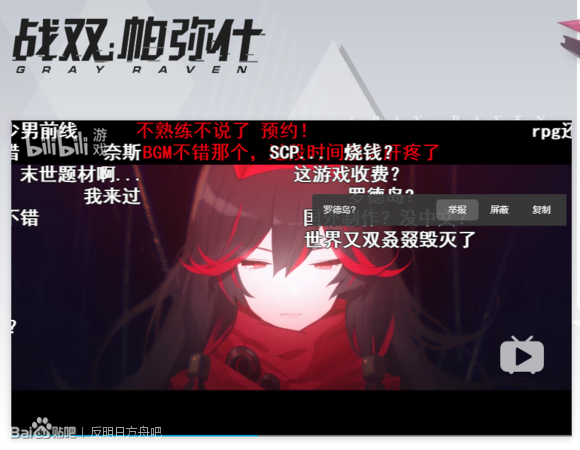 战双:帕弥什
GRAY RAVEN
少男前线
不熟练不说了 预约!
rpg还
bilibili 游戏
奈斯
BGM不错那个,
SCP...
时间
烧钱?
肝疼了
末世题材啊...
这游戏收费?
我来过
罗德岛?
不错
罗德岛?
举报
屏蔽
复制
世界又双叒叕毁灭了
?
Bai贴吧 | 反明日方舟吧